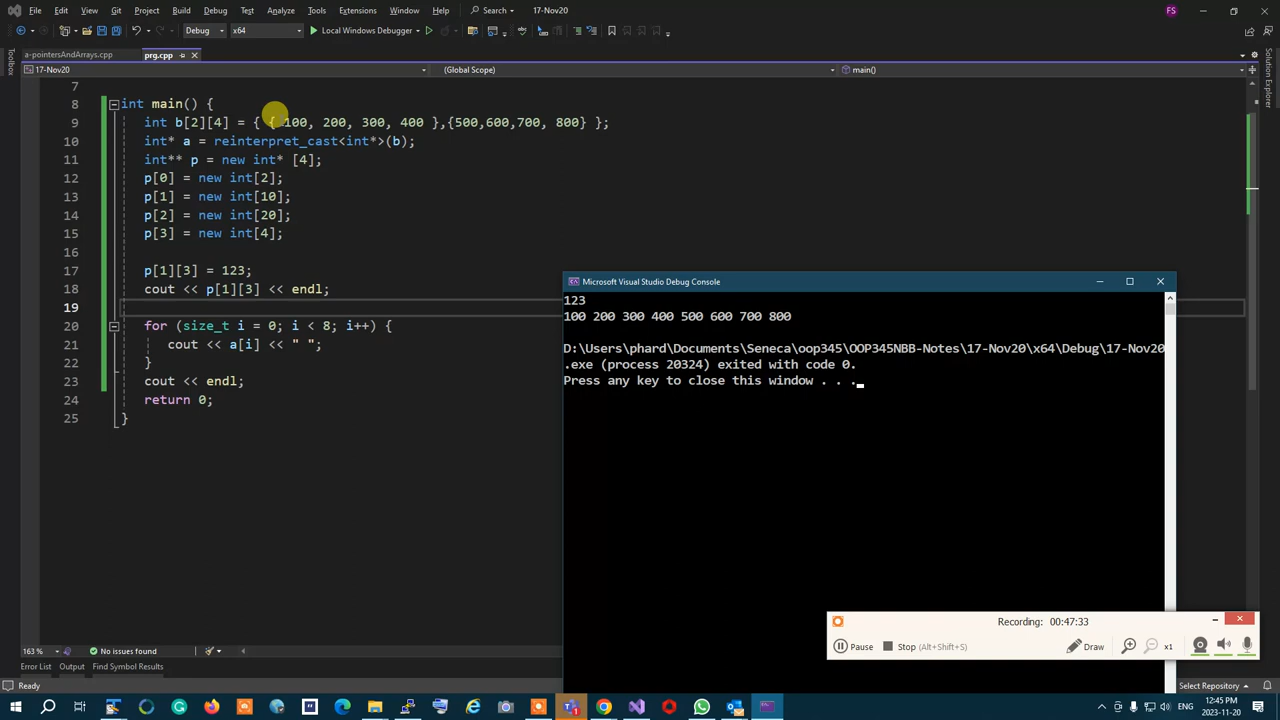 File Edit View Git Project Build Debug Test Analyze Tools Extensions Window Help Search 17-Nov20 FS
Debug x64 Local Windows Debugger
a-pointersAndArrays.cpp prg.cpp
17-Nov20 (Global Scope) main()
Toolbox
Solution Explorer
7
8 int main() {
9 int b[2][4] = { { 100, 200, 300, 400 },{500,600,700, 800} };
10 int* a = reinterpret_cast<int*>(b);
11 int** p = new int* [4];
12 p[0] = new int[2];
13 p[1] = new int[10];
14 p[2] = new int[20];
15 p[3] = new int[4];
16
17 p[1][3] = 123;
18 cout << p[1][3] << endl;
19
20 for (size_t i = 0; i < 8; i++) {
21 cout << a[i] << " ";
22 }
23 cout << endl;
24 return 0;
25 }
Microsoft Visual Studio Debug Console
123
100 200 300 400 500 600 700 800
D:\Users\phard\Documents\Seneca\oop345\OOP345NBB-Notes\17-Nov20\x64\Debug\17-Nov20
.exe (process 20324) exited with code 0.
Press any key to close this window . . .
Recording: 00:47:33
Pause Stop (Alt+Shift+S) Draw x1
163 % No issues found
Error List Output Find Symbol Results
Ready Select Repository
ENG 12:45 PM
2023-11-20